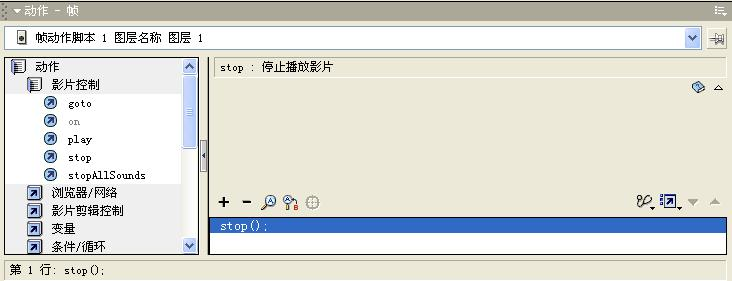 动作 - 帧
帧动作脚本 1 图层名称 图层 1
动作
影片控制
goto
on
play
stop
stopAllSounds
浏览器/网络
影片剪辑控制
变量
条件/循环
stop : 停止播放影片
stop();
第 1 行: stop();